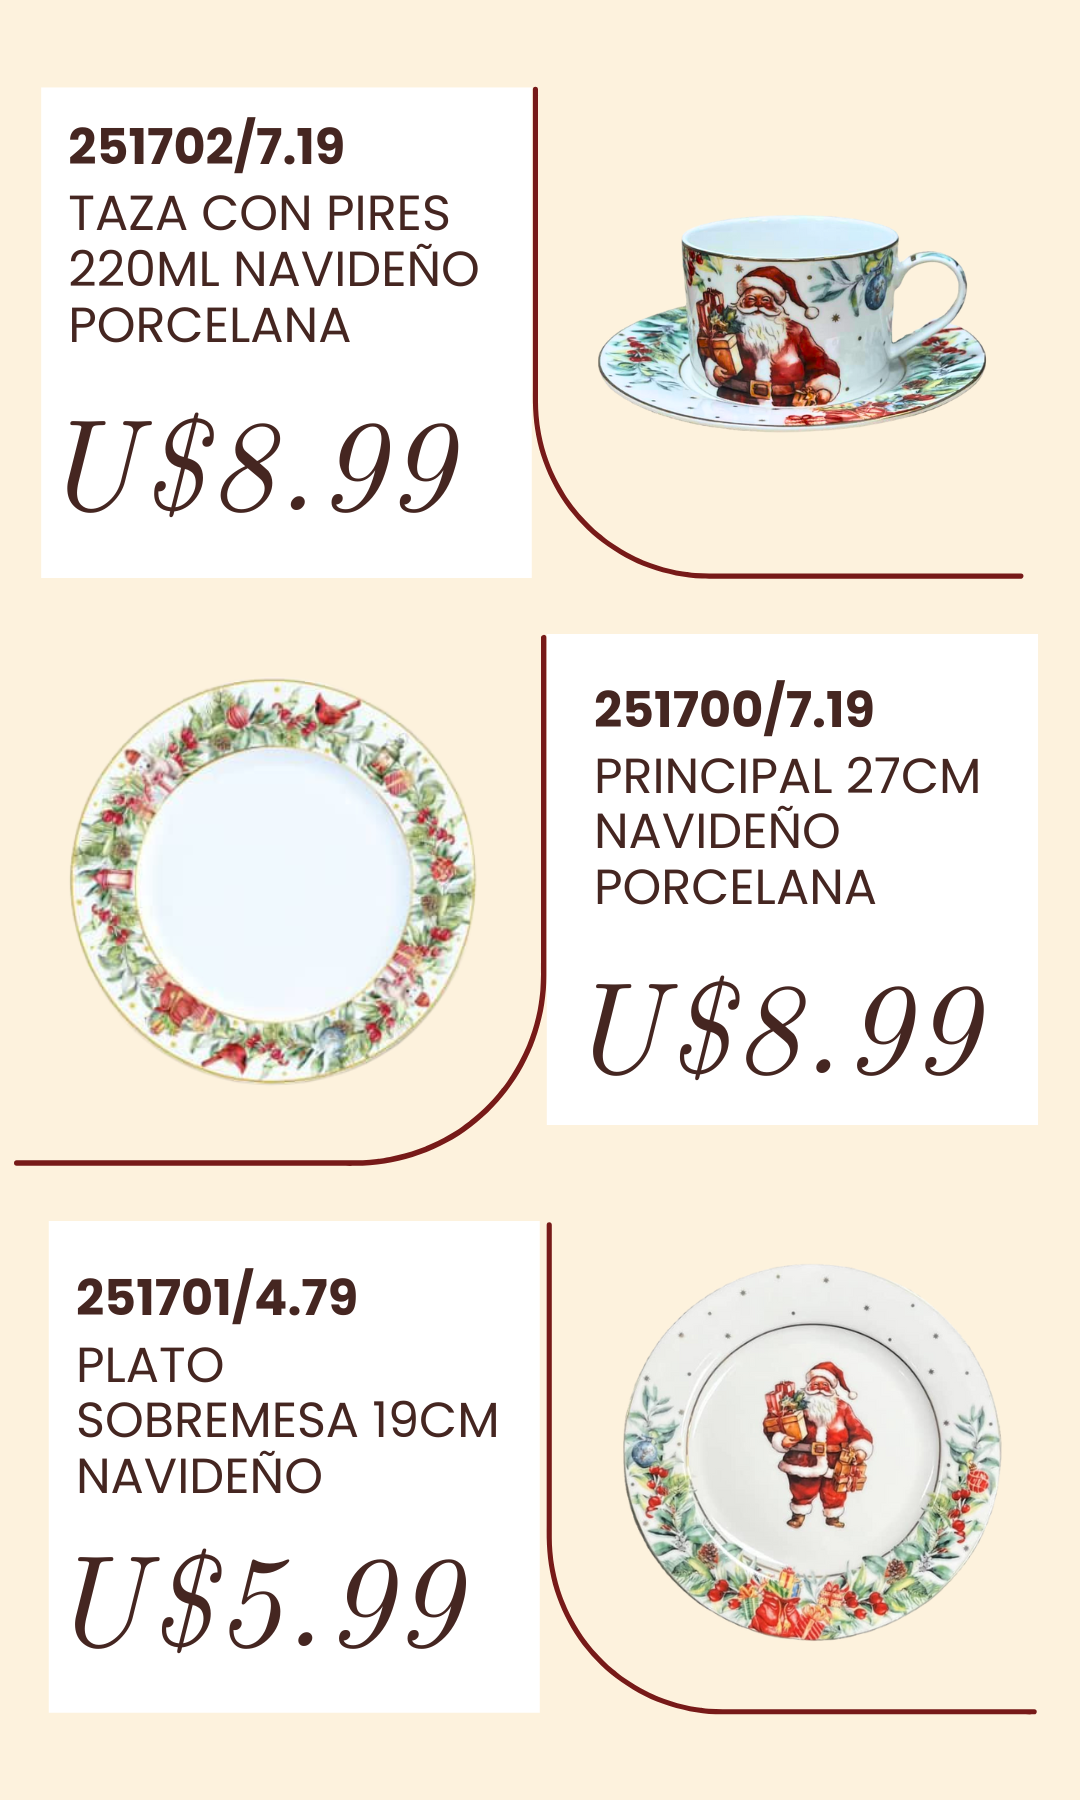 251702/7.19
TAZA CON PIRES
220ML NAVIDEÑO
PORCELANA
U$8.99
251700/7.19
PRINCIPAL 27CM
NAVIDEÑO
PORCELANA
U$8.99
251701/4.79
PLATO
SOBREMESA 19CM
NAVIDEÑO
U$5.99